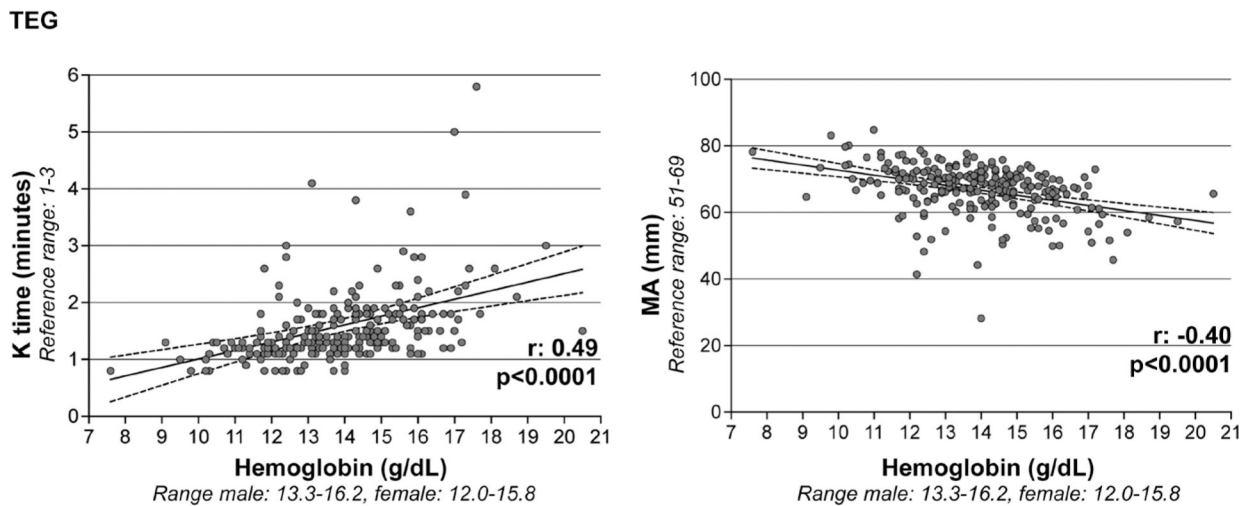 TEG
K time (minutes)
Reference range: 1-3
6
5
4
3
2
1
0
r: 0.49
p<0.0001
7 8 9 10 11 12 13 14 15 16 17 18 19 20 21
Hemoglobin (g/dL)
Range male: 13.3-16.2, female: 12.0-15.8
MA (mm)
Reference range: 51-69
100
80
60
40
20
0
r: -0.40
p<0.0001
7 8 9 10 11 12 13 14 15 16 17 18 19 20 21
Hemoglobin (g/dL)
Range male: 13.3-16.2, female: 12.0-15.8